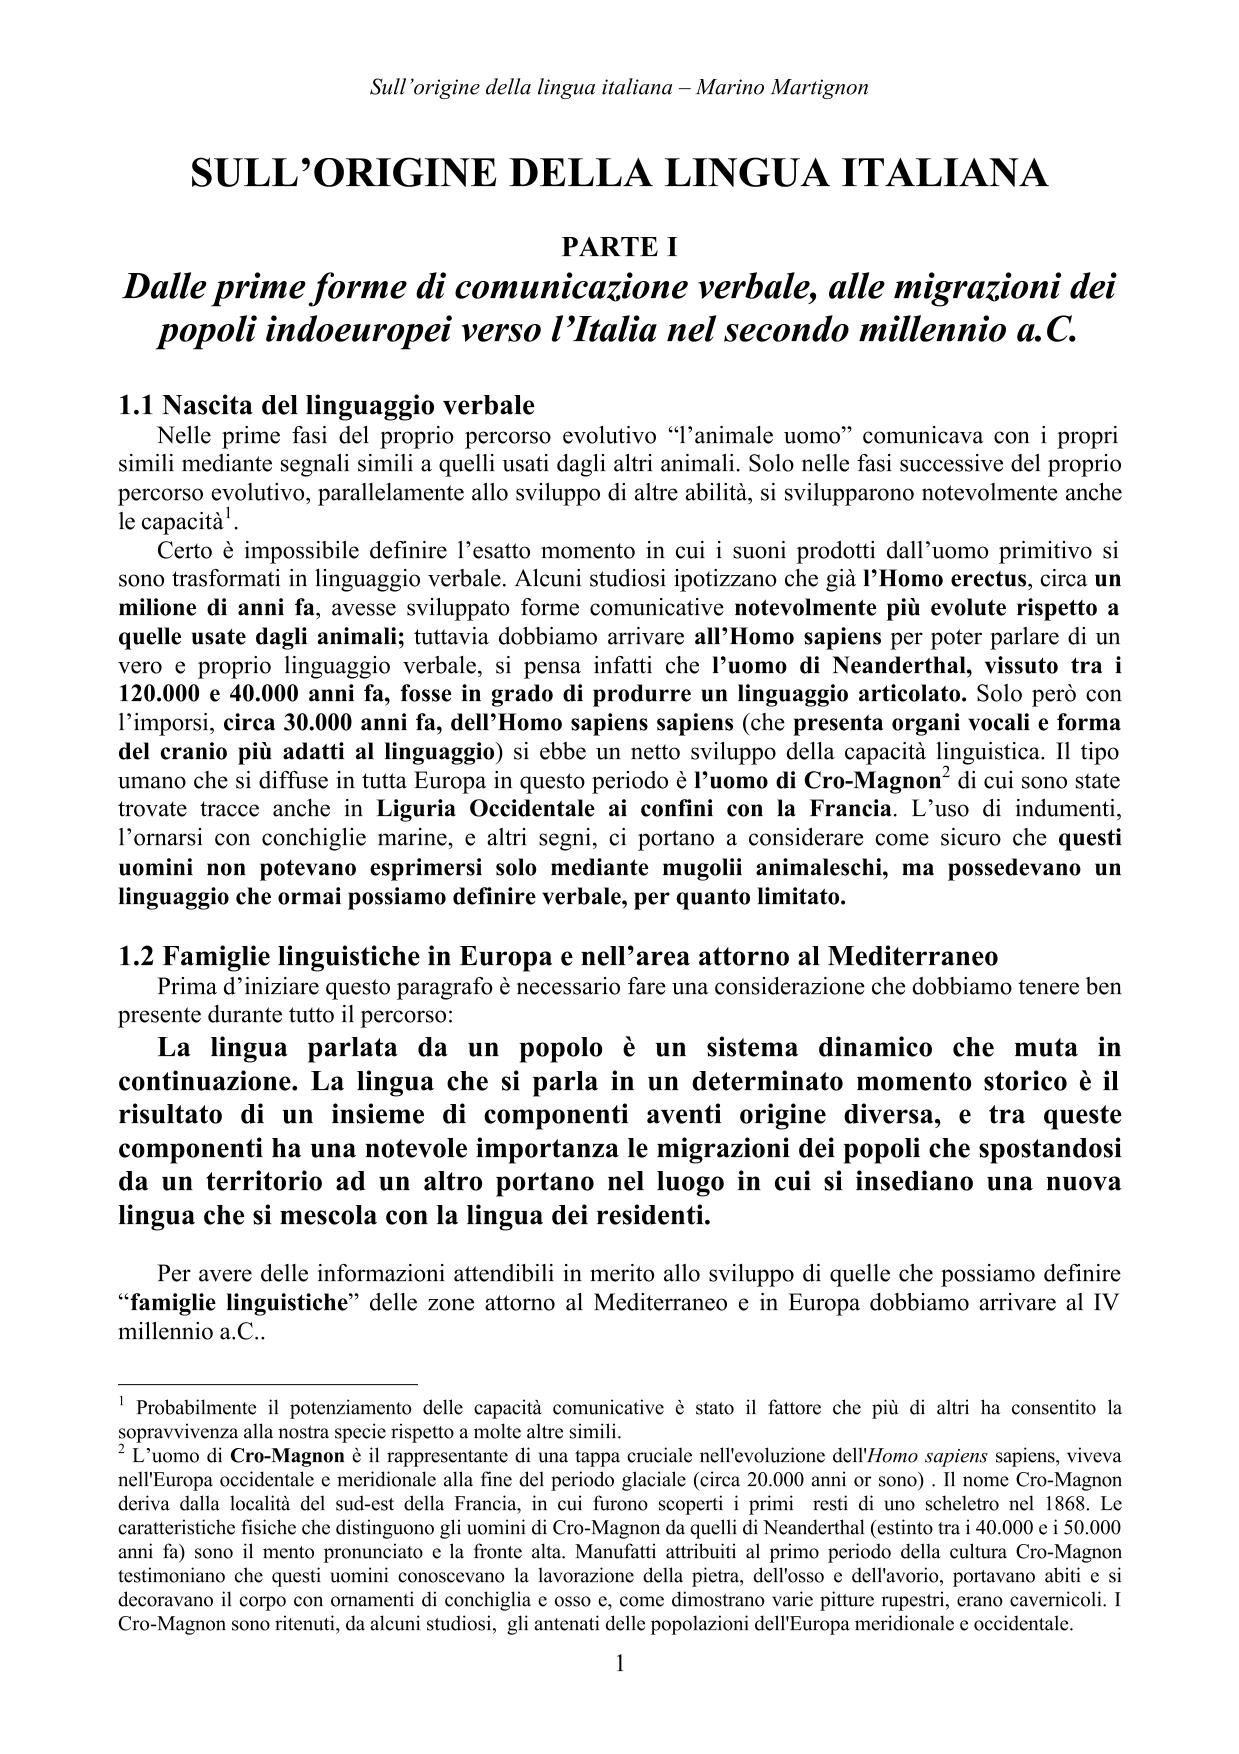 Sull’origine della lingua italiana – Marino Martignon
SULL’ORIGINE DELLA LINGUA ITALIANA
PARTE I
Dalle prime forme di comunicazione verbale, alle migrazioni dei
popoli indoeuropei verso l’Italia nel secondo millennio a.C.
1.1 Nascita del linguaggio verbale
Nelle prime fasi del proprio percorso evolutivo “l’animale uomo” comunicava con i propri
simili mediante segnali simili a quelli usati dagli altri animali. Solo nelle fasi successive del proprio
percorso evolutivo, parallelamente allo sviluppo di altre abilità, si svilupparono notevolmente anche
le capacità1.
Certo è impossibile definire l’esatto momento in cui i suoni prodotti dall’uomo primitivo si
sono trasformati in linguaggio verbale. Alcuni studiosi ipotizzano che già l’Homo erectus, circa un
milione di anni fa, avesse sviluppato forme comunicative notevolmente più evolute rispetto a
quelle usate dagli animali; tuttavia dobbiamo arrivare all’Homo sapiens per poter parlare di un
vero e proprio linguaggio verbale, si pensa infatti che l’uomo di Neanderthal, vissuto tra i
120.000 e 40.000 anni fa, fosse in grado di produrre un linguaggio articolato. Solo però con
l’imporsi, circa 30.000 anni fa, dell’Homo sapiens sapiens (che presenta organi vocali e forma
del cranio più adatti al linguaggio) si ebbe un netto sviluppo della capacità linguistica. Il tipo
umano che si diffuse in tutta Europa in questo periodo è l’uomo di Cro-Magnon2 di cui sono state
trovate tracce anche in Liguria Occidentale ai confini con la Francia. L’uso di indumenti,
l’ornarsi con conchiglie marine, e altri segni, ci portano a considerare come sicuro che questi
uomini non potevano esprimersi solo mediante mugolii animaleschi, ma possedevano un
linguaggio che ormai possiamo definire verbale, per quanto limitato.
1.2 Famiglie linguistiche in Europa e nell’area attorno al Mediterraneo
Prima d’iniziare questo paragrafo è necessario fare una considerazione che dobbiamo tenere ben
presente durante tutto il percorso:
La lingua parlata da un popolo è un sistema dinamico che muta in
continuazione. La lingua che si parla in un determinato momento storico è il
risultato di un insieme di componenti aventi origine diversa, e tra queste
componenti ha una notevole importanza le migrazioni dei popoli che spostandosi
da un territorio ad un altro portano nel luogo in cui si insediano una nuova
lingua che si mescola con la lingua dei residenti.
Per avere delle informazioni attendibili in merito allo sviluppo di quelle che possiamo definire
“famiglie linguistiche” delle zone attorno al Mediterraneo e in Europa dobbiamo arrivare al IV
millennio a.C..
1 Probabilmente il potenziamento delle capacità comunicative è stato il fattore che più di altri ha consentito la
sopravvivenza alla nostra specie rispetto a molte altre simili.
2 L’uomo di Cro-Magnon è il rappresentante di una tappa cruciale nell'evoluzione dell'Homo sapiens sapiens, viveva
nell'Europa occidentale e meridionale alla fine del periodo glaciale (circa 20.000 anni or sono) . Il nome Cro-Magnon
deriva dalla località del sud-est della Francia, in cui furono scoperti i primi  resti di uno scheletro nel 1868. Le
caratteristiche fisiche che distinguono gli uomini di Cro-Magnon da quelli di Neanderthal (estinto tra i 40.000 e i 50.000
anni fa) sono il mento pronunciato e la fronte alta. Manufatti attribuiti al primo periodo della cultura Cro-Magnon
testimoniano che questi uomini conoscevano la lavorazione della pietra, dell'osso e dell'avorio, portavano abiti e si
decoravano il corpo con ornamenti di conchiglia e osso e, come dimostrano varie pitture rupestri, erano cavernicoli. I
Cro-Magnon sono ritenuti, da alcuni studiosi,  gli antenati delle popolazioni dell'Europa meridionale e occidentale.
1